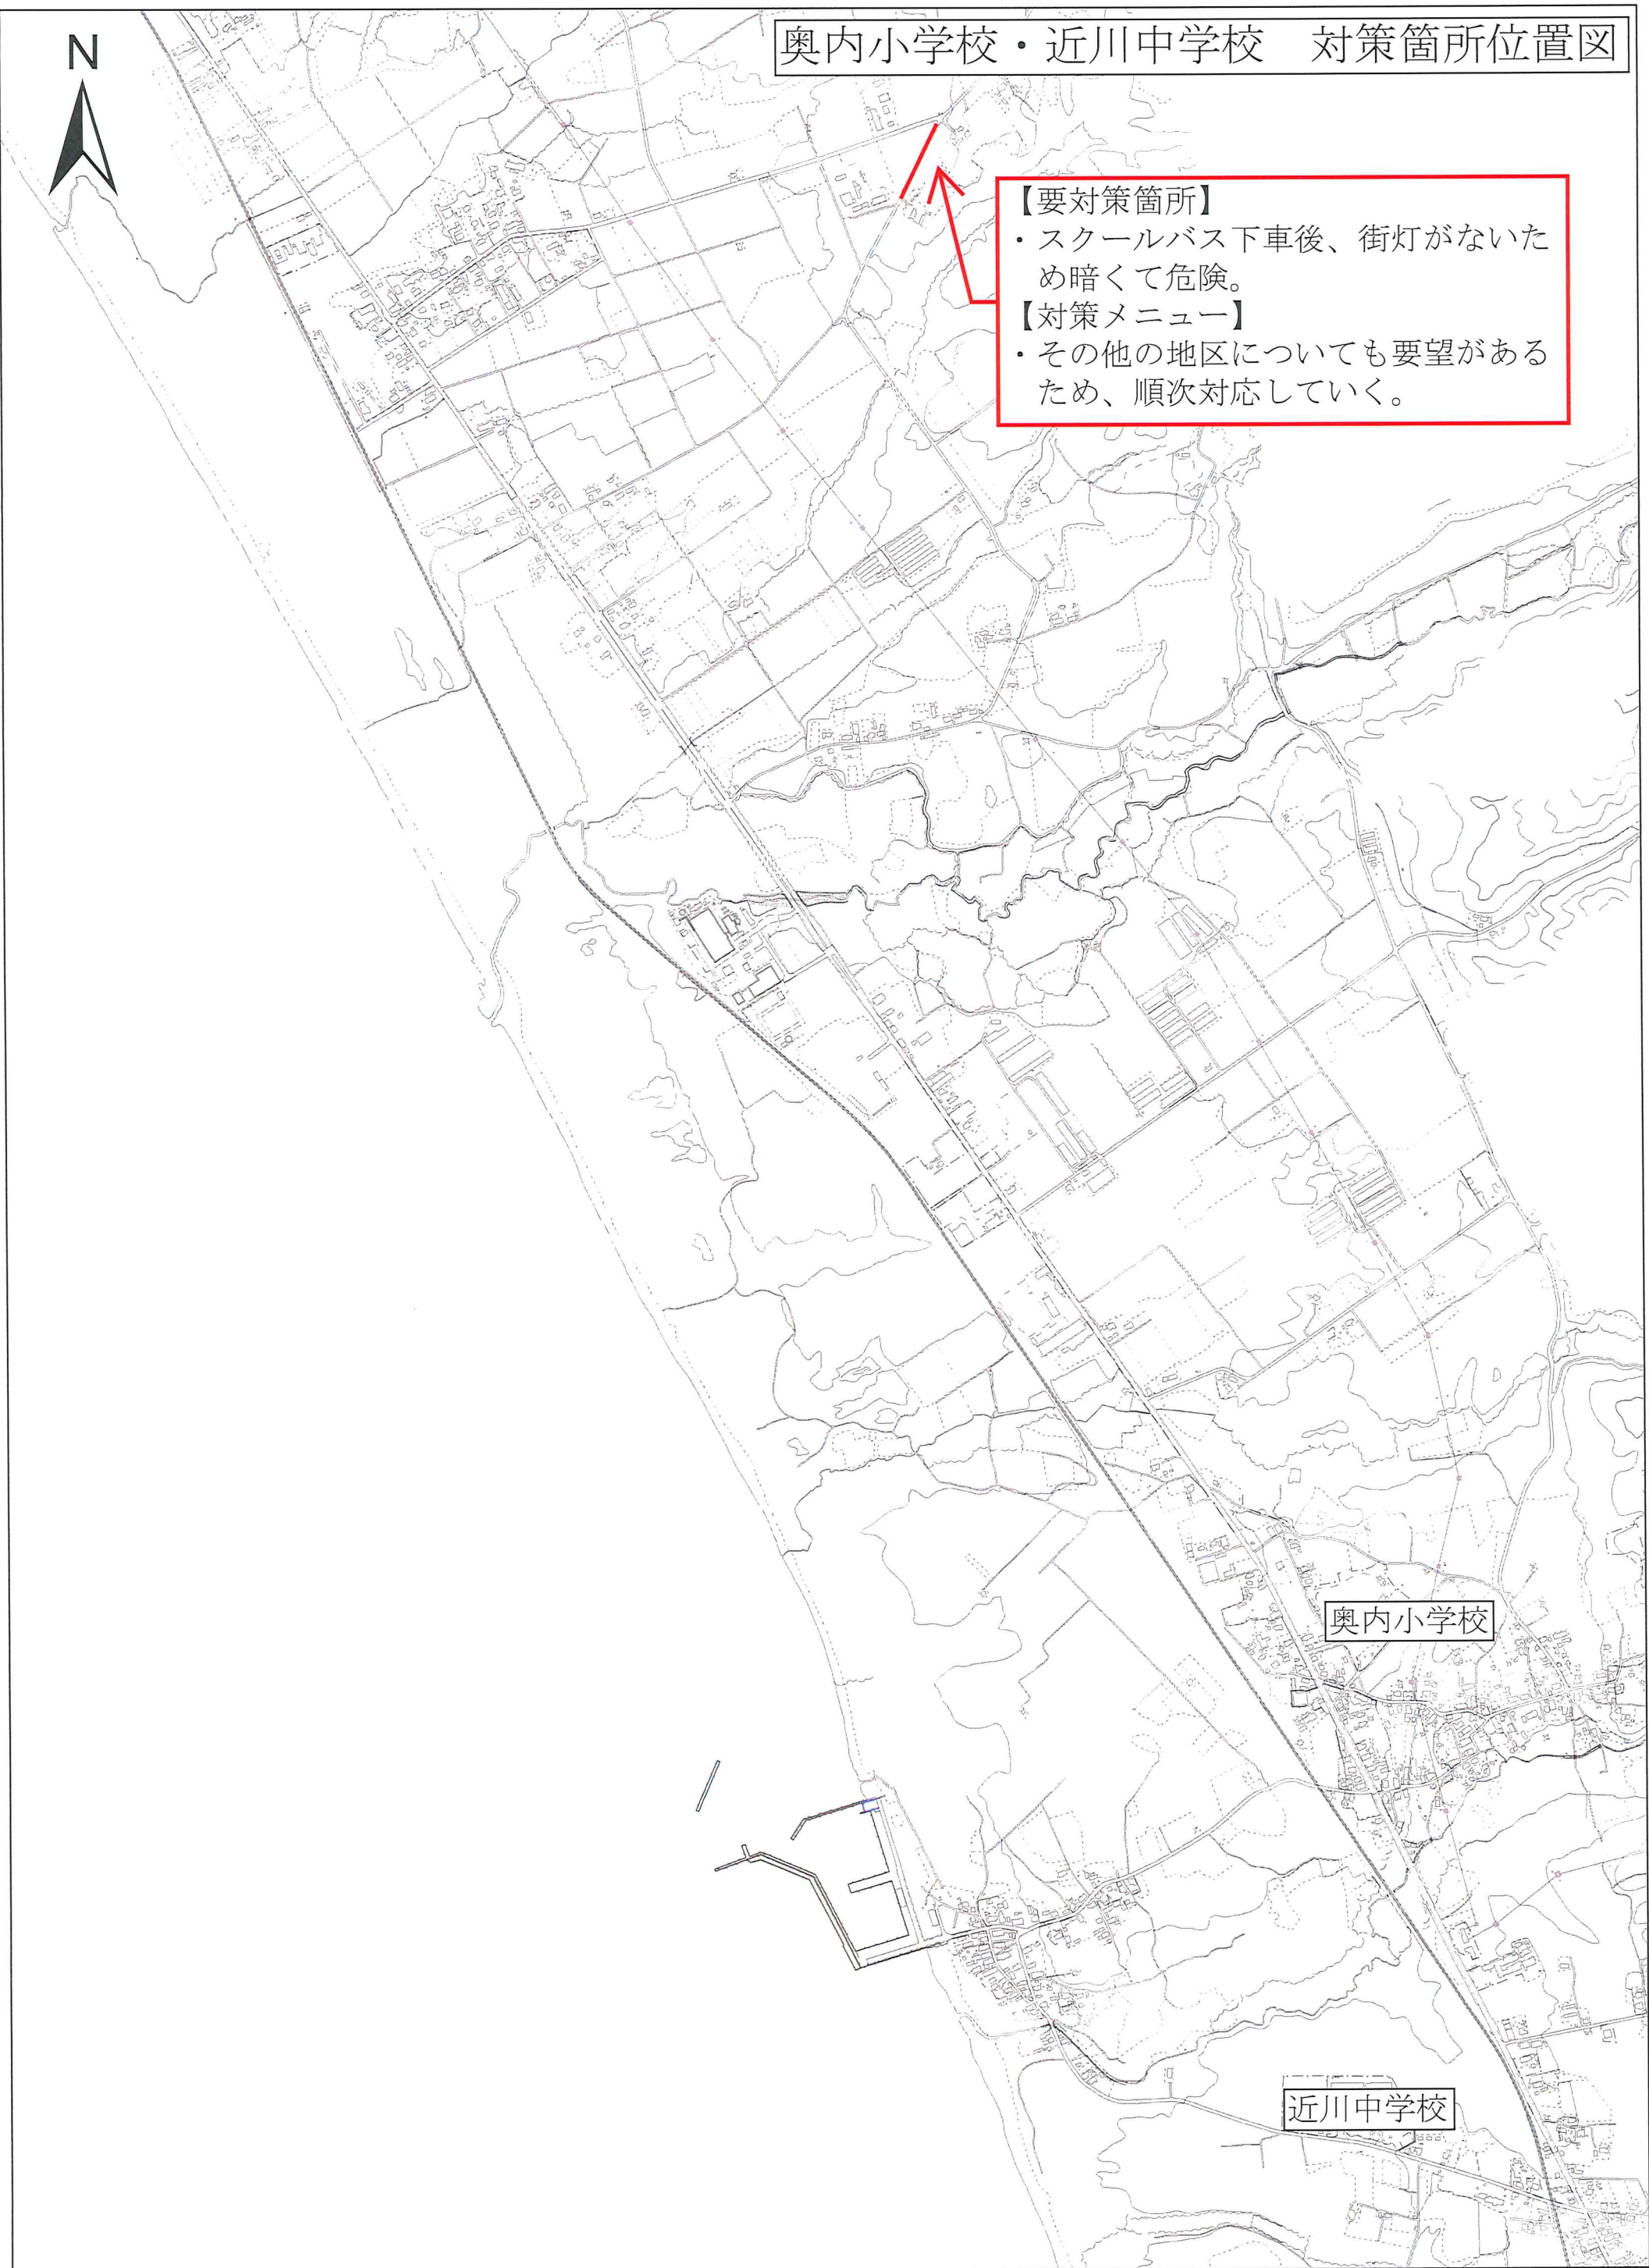 奥内小学校・近川中学校　対策箇所位置図
N
【要対策箇所】
・スクールバス下車後、街灯がないた
め暗くて危険。
【対策メニュー】
・その他の地区についても要望がある
ため、順次対応していく。
奥内小学校
近川中学校